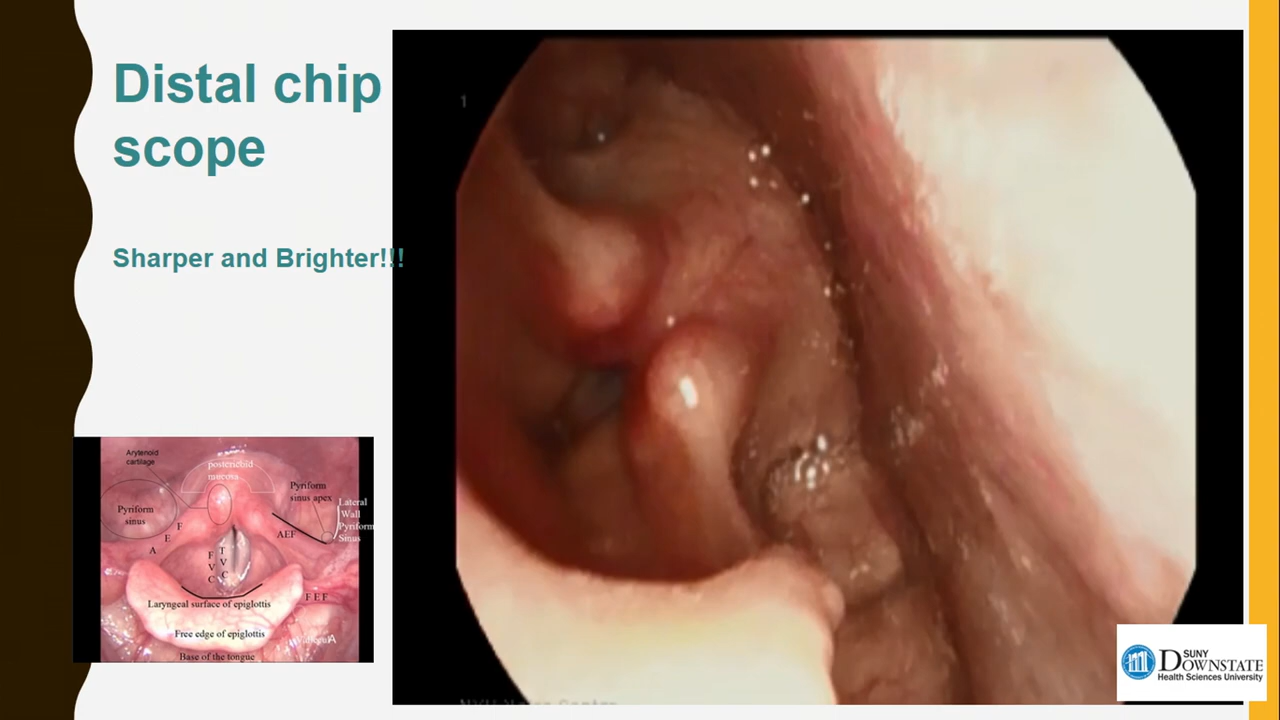 Distal chip
scope
Sharper and Brighter!!!
1
Arytenoid
cartilage
postericoid
mucosa
Pyriform
sinus apex
Pyriform
sinus
Lateral
Wall
Pyriform
Sinus
F
E
A
AEF
F T
V V
C C
F E F
Laryngeal surface of epiglottis
Free edge of epiglottis
Base of the tongue
SUNY
DOWNSTATE
Health Sciences University